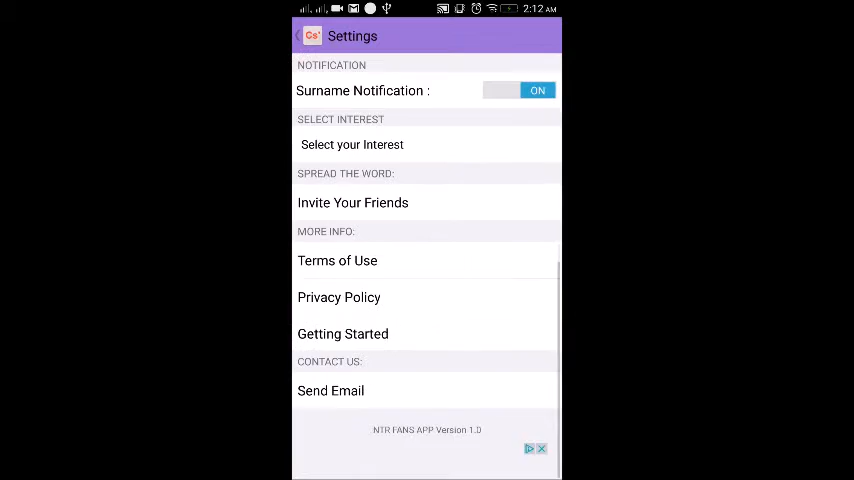 2:12 AM
Cs+ Settings
NOTIFICATION
Surname Notification : ON
SELECT INTEREST
Select your Interest
SPREAD THE WORD:
Invite Your Friends
MORE INFO:
Terms of Use
Privacy Policy
Getting Started
CONTACT US:
Send Email
NTR FANS APP Version 1.0